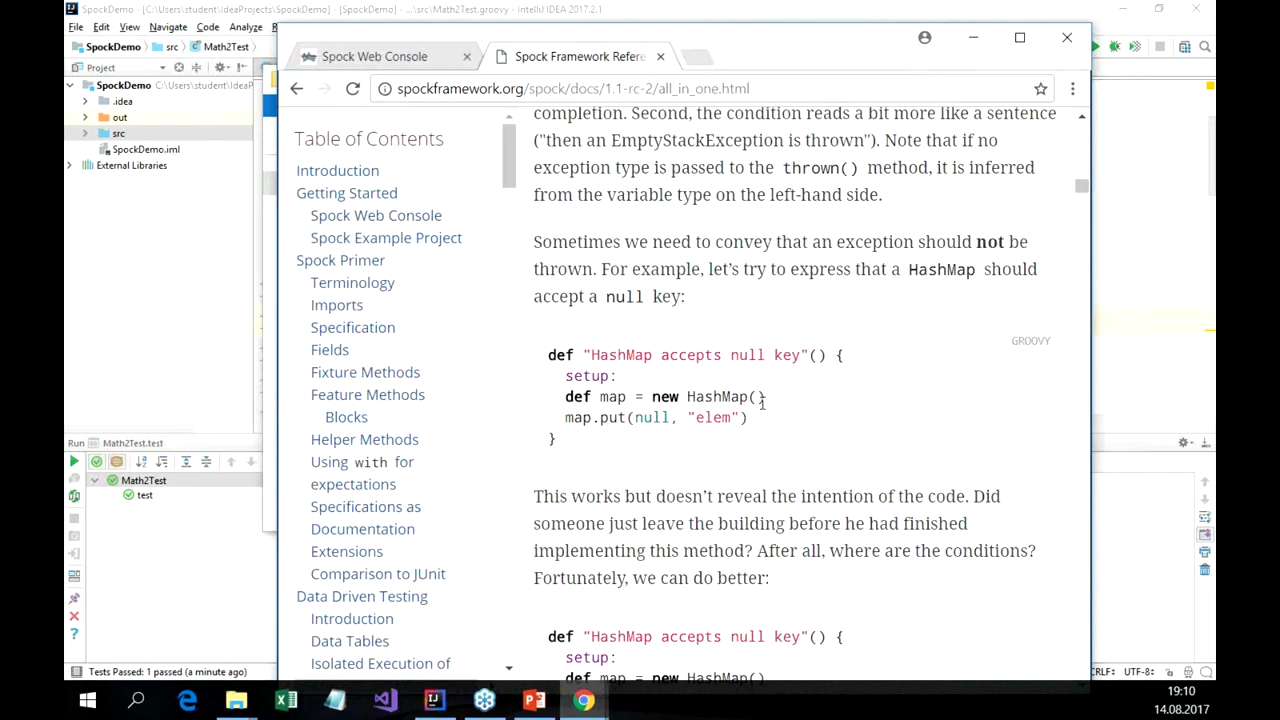 SpockDemo - [C:\Users\student\IdeaProjects\SpockDemo] - [SpockDemo] - ...\src\Math2Test.groovy - IntelliJ IDEA 2017.2.1
File Edit View Navigate Code Analyze
SpockDemo src Math2Test
Project
SpockDemo C:\Users\student\IdeaP
.idea
out
src
SpockDemo.iml
External Libraries
Spock Web Console
Spock Framework Refere
spockframework.org/spock/docs/1.1-rc-2/all_in_one.html
Table of Contents
Introduction
Getting Started
Spock Web Console
Spock Example Project
Spock Primer
Terminology
Imports
Specification
Fields
Fixture Methods
Feature Methods
Blocks
Helper Methods
Using with for
expectations
Specifications as
Documentation
Extensions
Comparison to JUnit
Data Driven Testing
Introduction
Data Tables
Isolated Execution of
completion. Second, the condition reads a bit more like a sentence
("then an EmptyStackException is thrown"). Note that if no
exception type is passed to the thrown() method, it is inferred
from the variable type on the left-hand side.
Sometimes we need to convey that an exception should not be
thrown. For example, let's try to express that a HashMap should
accept a null key:
GROOVY
def "HashMap accepts null key"() {
setup:
def map = new HashMap()
map.put(null, "elem")
}
This works but doesn't reveal the intention of the code. Did
someone just leave the building before he had finished
implementing this method? After all, where are the conditions?
Fortunately, we can do better:
def "HashMap accepts null key"() {
setup:
def map = new HashMap()
Run Math2Test.test
Math2Test
test
Tests Passed: 1 passed (a minute ago)
CRLF÷ UTF-8÷
19:10
14.08.2017